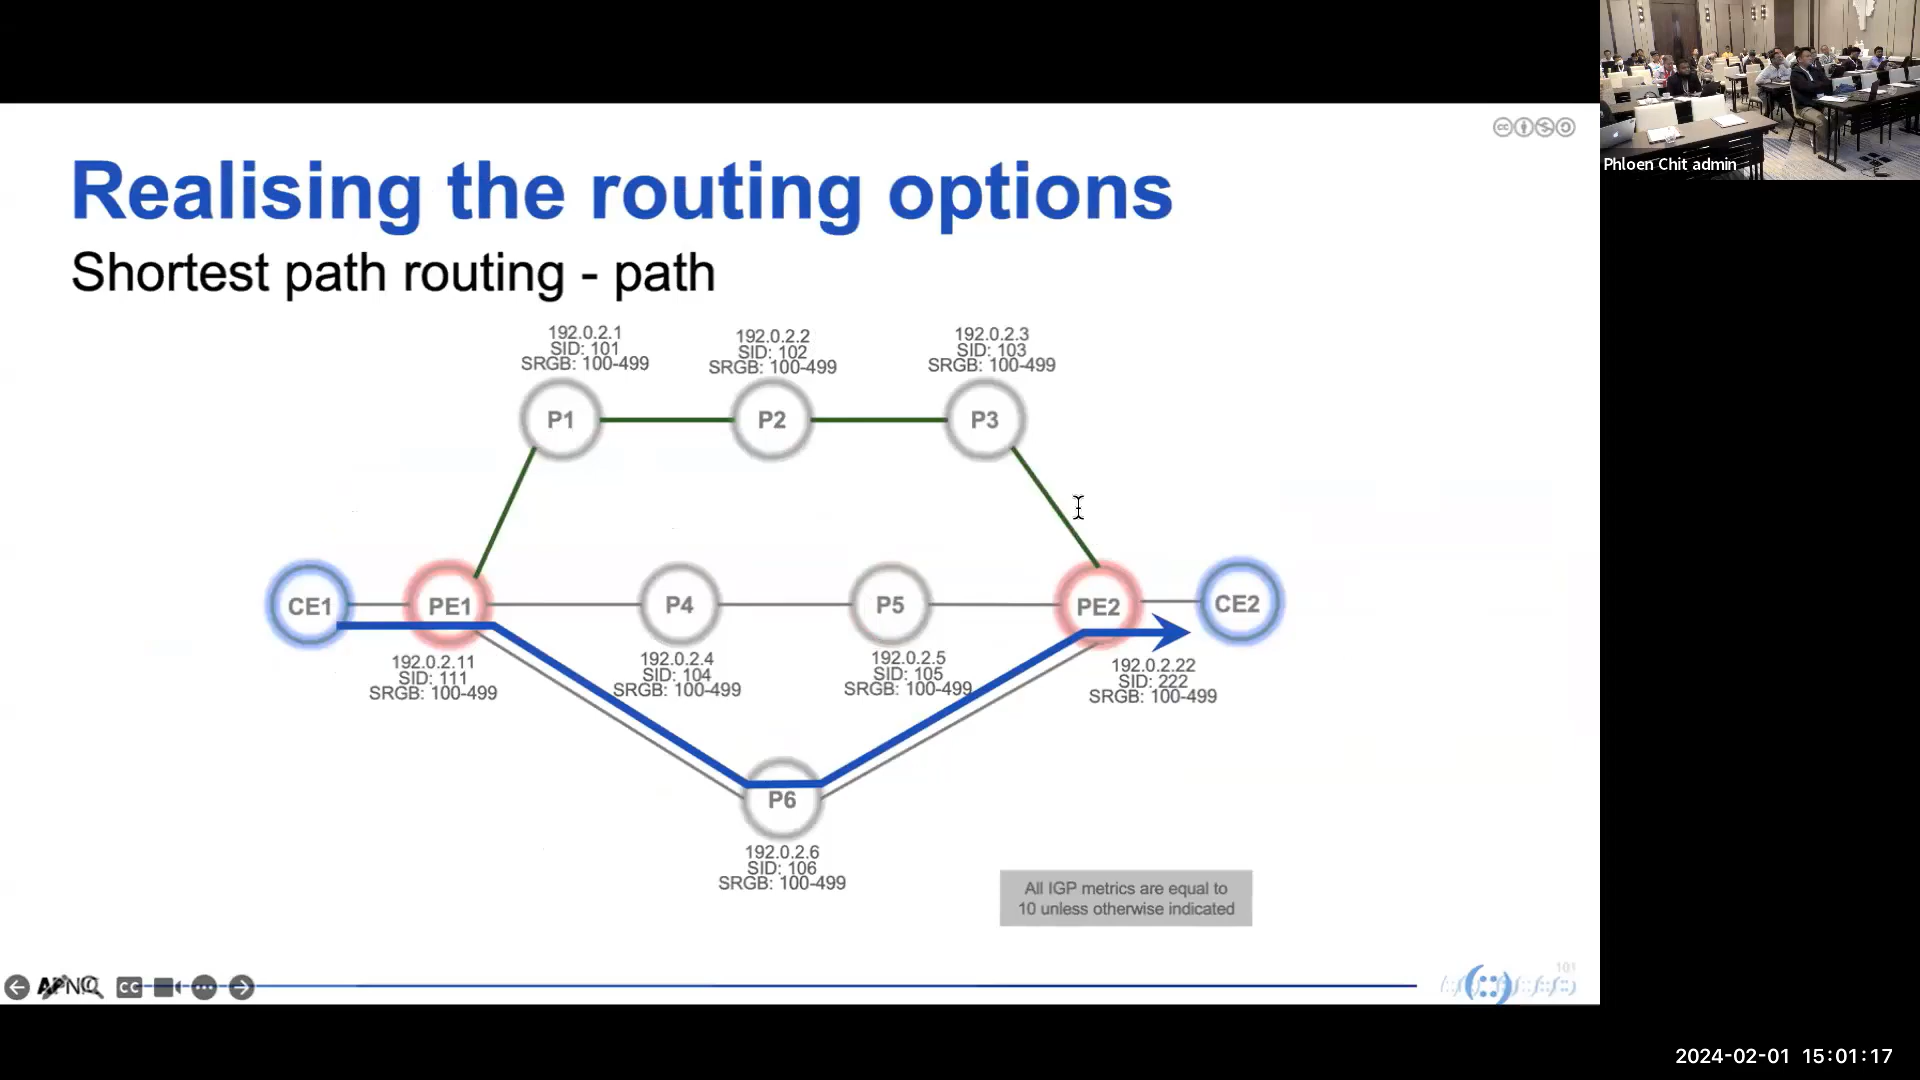 Phloen Chit admin
Realising the routing options
Shortest path routing - path
192.0.2.1
SID: 101
SRGB: 100-499
192.0.2.2
SID: 102
SRGB: 100-499
192.0.2.3
SID: 103
SRGB: 100-499
P1
P2
P3
CE1
PE1
P4
P5
PE2
CE2
192.0.2.11
SID: 111
SRGB: 100-499
192.0.2.4
SID: 104
SRGB: 100-499
192.0.2.5
SID: 105
SRGB: 100-499
192.0.2.22
SID: 222
SRGB: 100-499
P6
192.0.2.6
SID: 106
SRGB: 100-499
All IGP metrics are equal to
10 unless otherwise indicated
APNIC
CC
101
2024-02-01 15:01:17